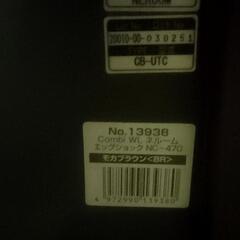 20010-00-030251
CB-UTC
No.13938
Combi WL ネルーム
エッグショック NC-470
モカブラウン<BR>
4 972990 139380